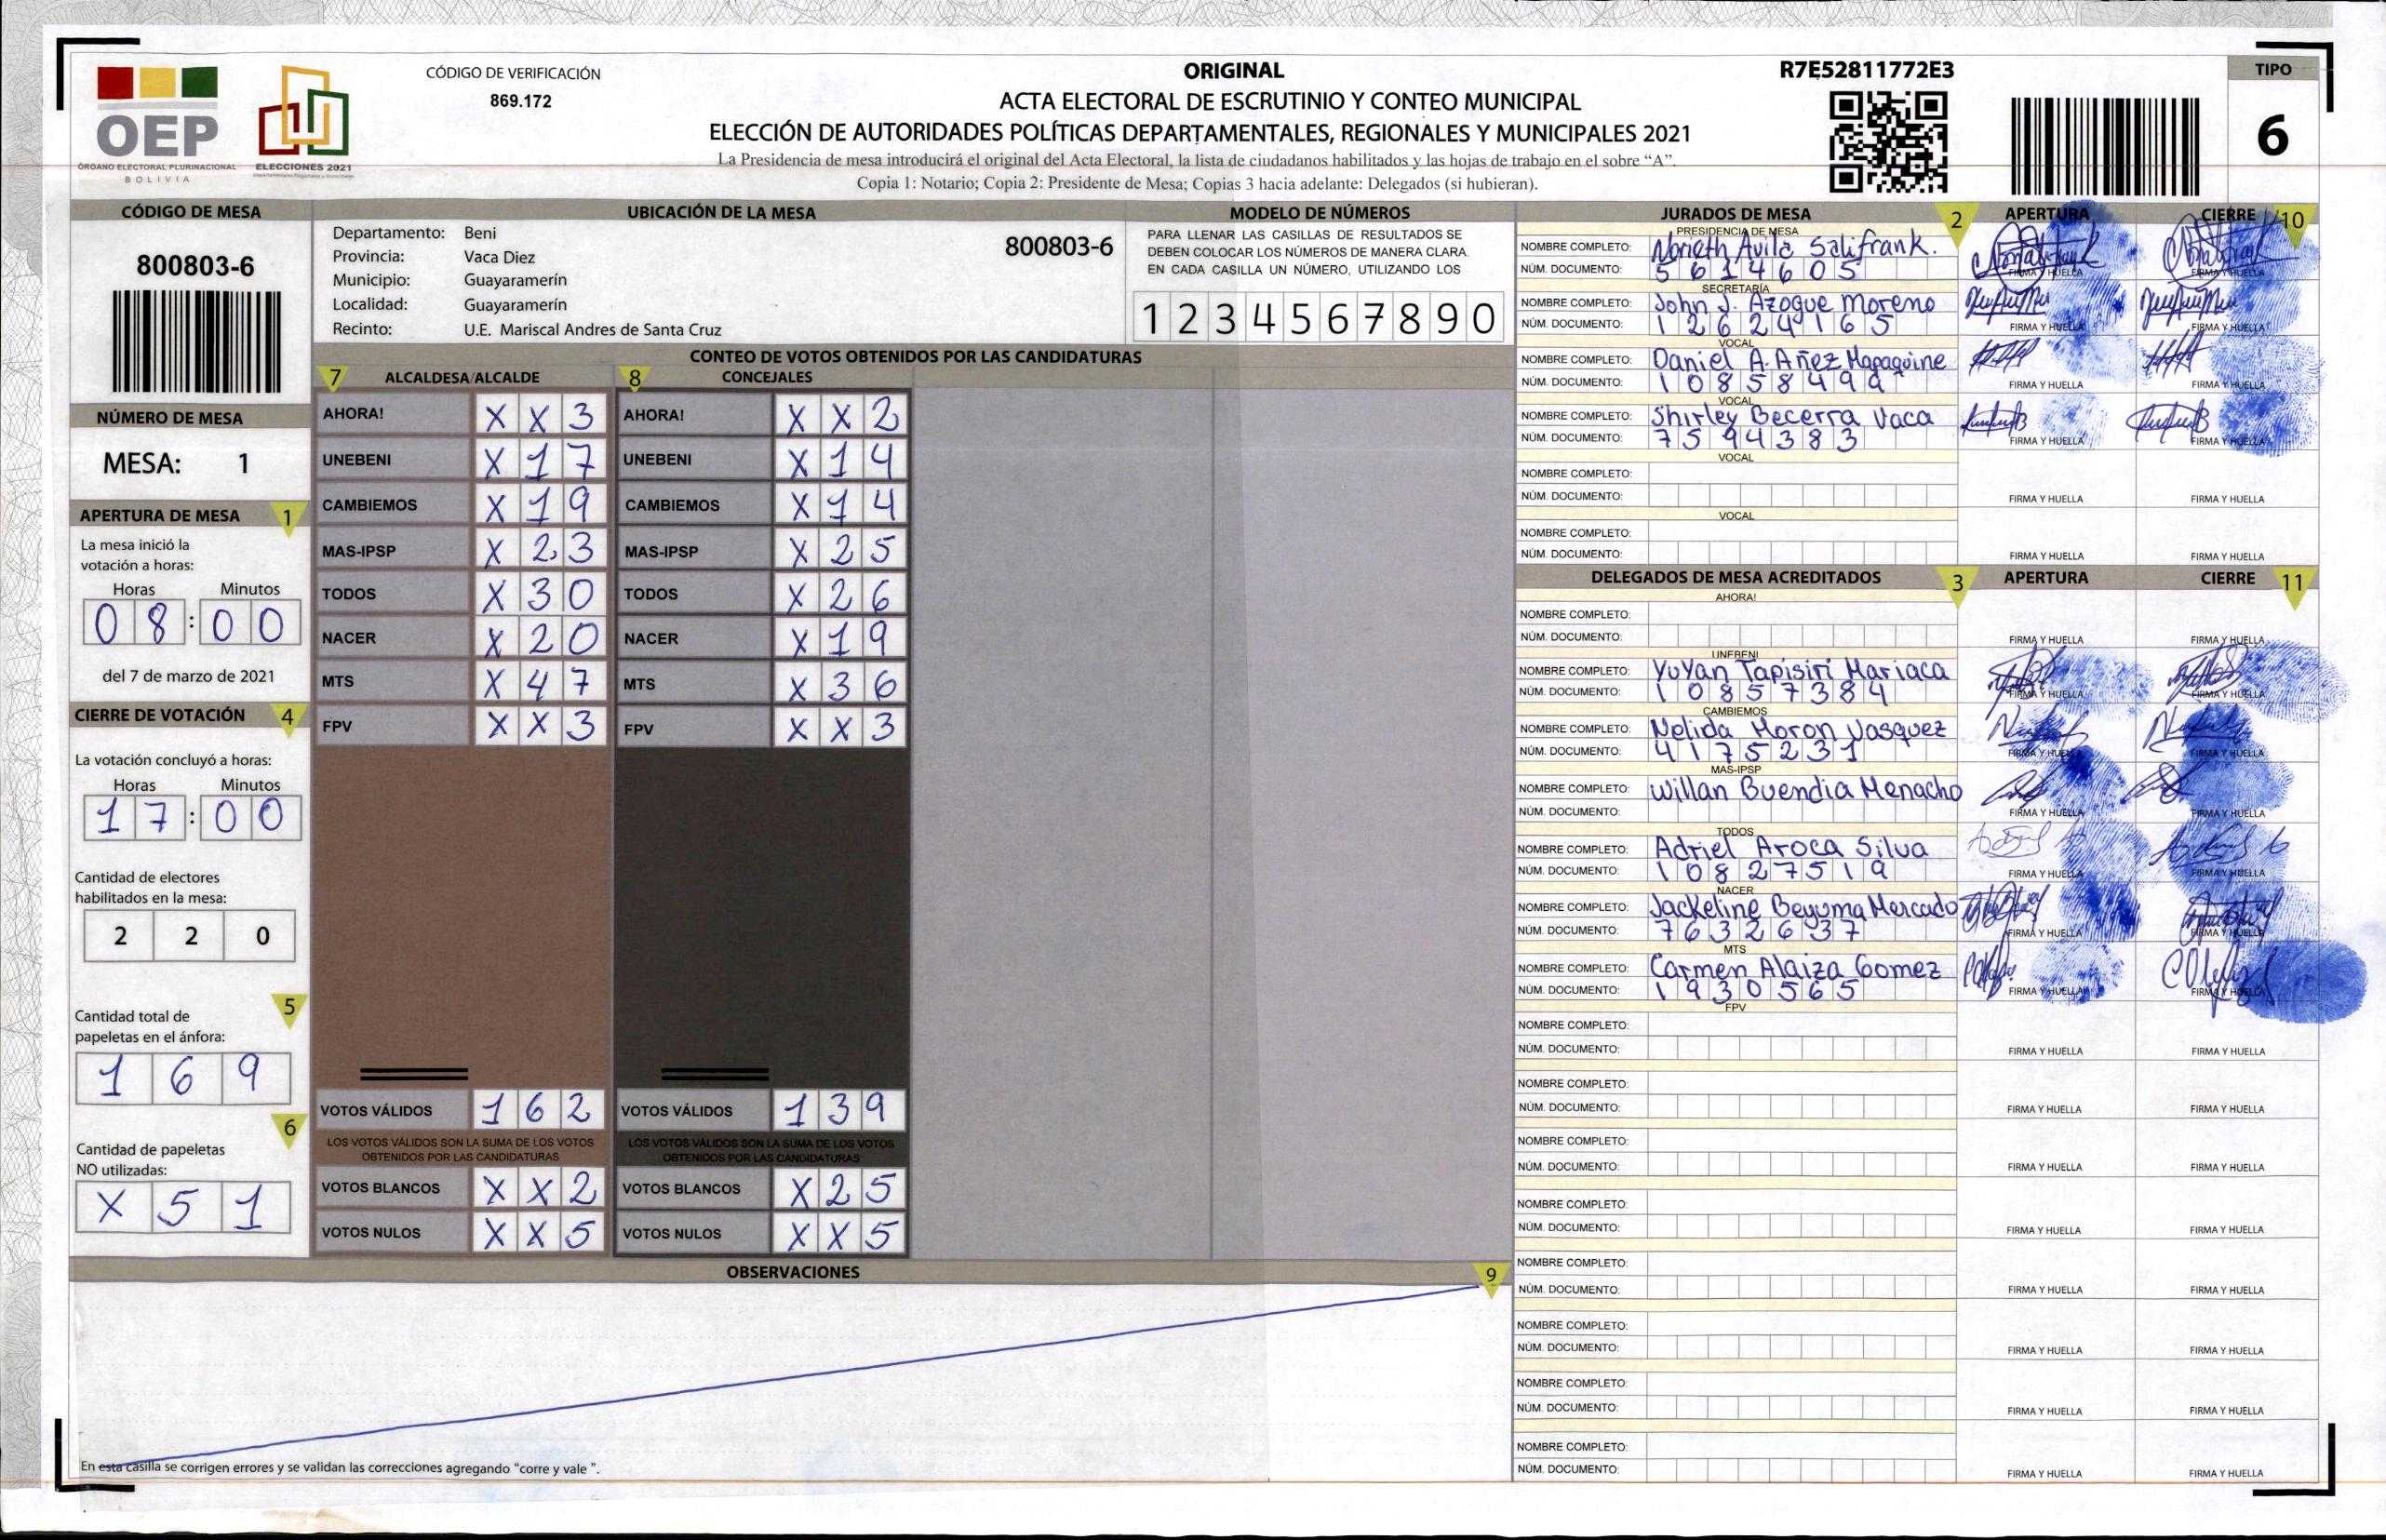 OEP
ÓRGANO ELECTORAL PLURINACIONAL
BOLIVIA
ELECCIONES 2021
CÓDIGO DE VERIFICACIÓN
869.172
ORIGINAL
ACTA ELECTORAL DE ESCRUTINIO Y CONTEO MUNICIPAL
ELECCIÓN DE AUTORIDADES POLÍTICAS DEPARTAMENTALES, REGIONALES Y MUNICIPALES 2021
La Presidencia de mesa introducirá el original del Acta Electoral, la lista de ciudadanos habilitados y las hojas de trabajo en el sobre “A”.
Copia 1: Notario; Copia 2: Presidente de Mesa; Copias 3 hacia adelante: Delegados (si hubieran).
R7E52811772E3
TIPO
6
CÓDIGO DE MESA
800803-6
NÚMERO DE MESA
MESA: 1
APERTURA DE MESA 1
La mesa inició la
votación a horas:
Horas Minutos
08:00
del 7 de marzo de 2021
CIERRE DE VOTACIÓN 4
La votación concluyó a horas:
Horas Minutos
17:00
Cantidad de electores
habilitados en la mesa:
2 2 0
5
Cantidad total de
papeletas en el ánfora:
1 6 9
6
Cantidad de papeletas
NO utilizadas:
X 5 1
UBICACIÓN DE LA MESA
Departamento: Beni
Provincia: Vaca Diez
Municipio: Guayaramerín
Localidad: Guayaramerín
Recinto: U.E. Mariscal Andres de Santa Cruz
800803-6
MODELO DE NÚMEROS
PARA LLENAR LAS CASILLAS DE RESULTADOS SE
DEBEN COLOCAR LOS NÚMEROS DE MANERA CLARA.
EN CADA CASILLA UN NÚMERO, UTILIZANDO LOS
1 2 3 4 5 6 7 8 9 0
CONTEO DE VOTOS OBTENIDOS POR LAS CANDIDATURAS
7 ALCALDESA/ALCALDE 8 CONCEJALES
AHORA! X X 3 AHORA! X X 2
UNEBENI X 1 7 UNEBENI X 1 4
CAMBIEMOS X 1 9 CAMBIEMOS X 1 4
MAS-IPSP X 2 3 MAS-IPSP X 2 5
TODOS X 3 0 TODOS X 2 6
NACER X 2 0 NACER X 1 9
MTS X 4 7 MTS X 3 6
FPV X X 3 FPV X X 3
VOTOS VÁLIDOS 1 6 2 VOTOS VÁLIDOS 1 3 9
LOS VOTOS VÁLIDOS SON LA SUMA DE LOS VOTOS LOS VOTOS VÁLIDOS SON LA SUMA DE LOS VOTOS
OBTENIDOS POR LAS CANDIDATURAS OBTENIDOS POR LAS CANDIDATURAS
VOTOS BLANCOS X X 2 VOTOS BLANCOS X 2 5
VOTOS NULOS X X 5 VOTOS NULOS X X 5
OBSERVACIONES 9
En esta casilla se corrigen errores y se validan las correcciones agregando “corre y vale ”.
JURADOS DE MESA 2 APERTURA CIERRE 10
PRESIDENCIA DE MESA
NOMBRE COMPLETO: Norieth Avila Salifrank.
NÚM. DOCUMENTO: 5614605 FIRMA Y HUELLA FIRMA Y HUELLA
SECRETARÍA
NOMBRE COMPLETO: John J. Azogue Moreno
NÚM. DOCUMENTO: 12624165 FIRMA Y HUELLA FIRMA Y HUELLA
VOCAL
NOMBRE COMPLETO: Daniel A. Añez
NÚM. DOCUMENTO: 10858499 FIRMA Y HUELLA FIRMA Y HUELLA
VOCAL
NOMBRE COMPLETO: Shirley Becerra Vaca
NÚM. DOCUMENTO: 7594383 FIRMA Y HUELLA FIRMA Y HUELLA
VOCAL
NOMBRE COMPLETO:
NÚM. DOCUMENTO: FIRMA Y HUELLA FIRMA Y HUELLA
VOCAL
NOMBRE COMPLETO:
NÚM. DOCUMENTO: FIRMA Y HUELLA FIRMA Y HUELLA
DELEGADOS DE MESA ACREDITADOS 3 APERTURA CIERRE 11
AHORA!
NOMBRE COMPLETO:
NÚM. DOCUMENTO: FIRMA Y HUELLA FIRMA Y HUELLA
UNEBENI
NOMBRE COMPLETO: YuYan Tapisiri Mariaca
NÚM. DOCUMENTO: 10857384 FIRMA Y HUELLA FIRMA Y HUELLA
CAMBIEMOS
NOMBRE COMPLETO: Nelida Moron Vasquez
NÚM. DOCUMENTO: 4175231 FIRMA Y HUELLA FIRMA Y HUELLA
MAS-IPSP
NOMBRE COMPLETO: Willan Buendia Menacho
NÚM. DOCUMENTO: FIRMA Y HUELLA FIRMA Y HUELLA
TODOS
NOMBRE COMPLETO: Adriel Aroca Silva
NÚM. DOCUMENTO: 10827519 FIRMA Y HUELLA FIRMA Y HUELLA
NACER
NOMBRE COMPLETO: Jackeline Beyuma Mercado
NÚM. DOCUMENTO: 7632637 FIRMA Y HUELLA FIRMA Y HUELLA
MTS
NOMBRE COMPLETO: Carmen Alaiza Gomez
NÚM. DOCUMENTO: 1930565 FIRMA Y HUELLA FIRMA Y HUELLA
FPV
NOMBRE COMPLETO:
NÚM. DOCUMENTO: FIRMA Y HUELLA FIRMA Y HUELLA
NOMBRE COMPLETO:
NÚM. DOCUMENTO: FIRMA Y HUELLA FIRMA Y HUELLA
NOMBRE COMPLETO:
NÚM. DOCUMENTO: FIRMA Y HUELLA FIRMA Y HUELLA
NOMBRE COMPLETO:
NÚM. DOCUMENTO: FIRMA Y HUELLA FIRMA Y HUELLA
NOMBRE COMPLETO:
NÚM. DOCUMENTO: FIRMA Y HUELLA FIRMA Y HUELLA
NOMBRE COMPLETO:
NÚM. DOCUMENTO: FIRMA Y HUELLA FIRMA Y HUELLA
NOMBRE COMPLETO:
NÚM. DOCUMENTO: FIRMA Y HUELLA FIRMA Y HUELLA
NOMBRE COMPLETO:
NÚM. DOCUMENTO: FIRMA Y HUELLA FIRMA Y HUELLA